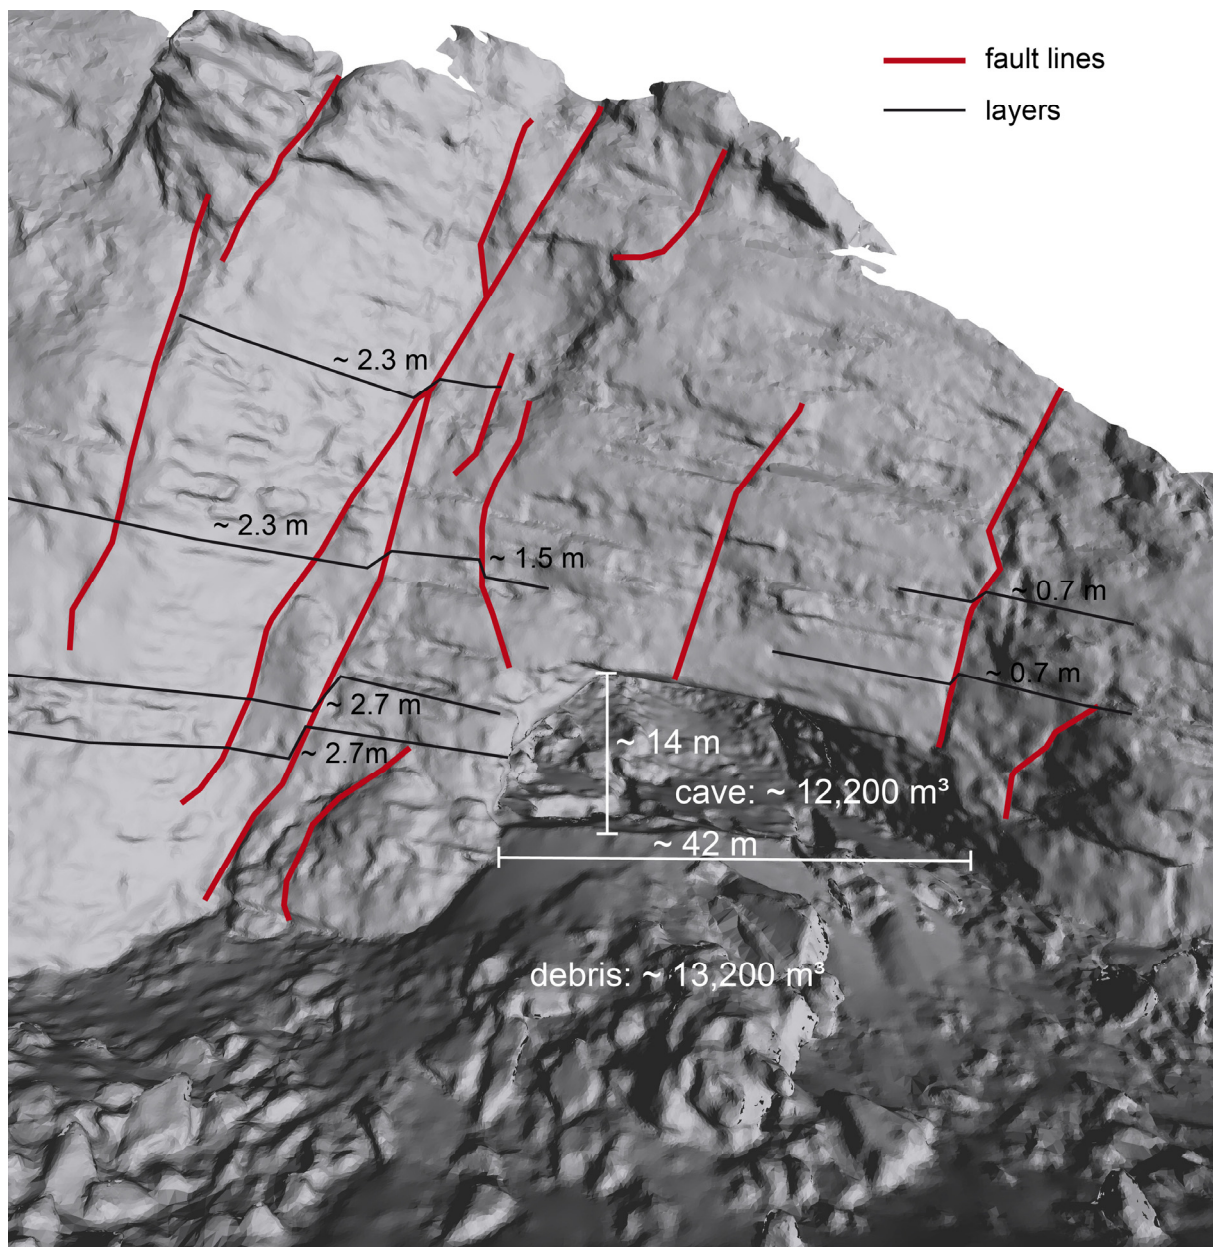 fault lines
layers
~ 2.3 m
~ 2.3 m
~ 1.5 m
~ 0.7 m
~ 0.7 m
~ 2.7 m
~ 2.7m
~ 14 m
cave: ~ 12,200 m³
~ 42 m
debris: ~ 13,200 m³